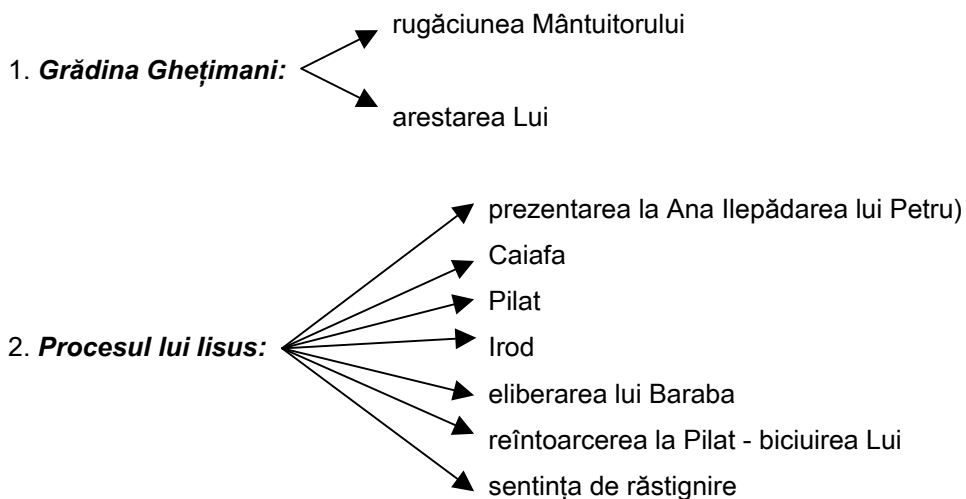 rugăciunea Mântuitorului
1. Grădina Ghețimani:
arestarea Lui
prezentarea la Ana Ilepădarea lui Petru)
Caiafa
Pilat
2. Procesul lui Iisus:
Irod
eliberarea lui Baraba
reîntoarcerea la Pilat - biciuirea Lui
sentința de răstignire